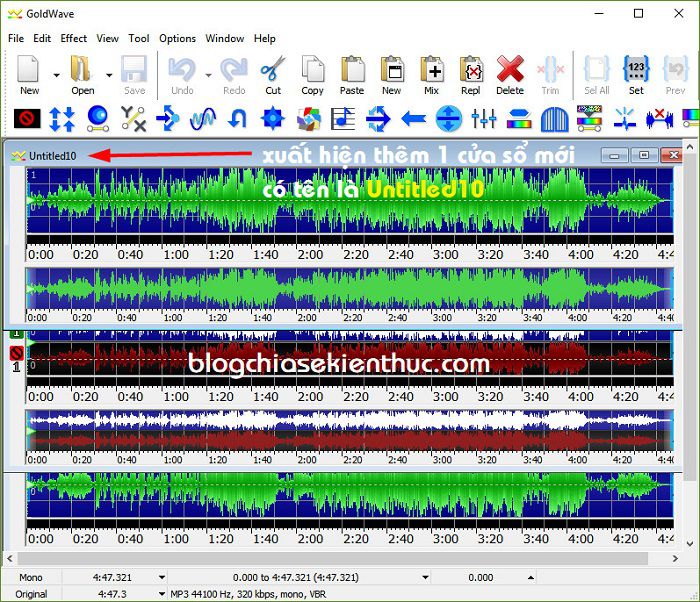 GoldWave
File Edit Effect View Tool Options Window Help
New Open Save Undo Redo Cut Copy Paste New Mix Repl Delete Trim Sel All Set Prev
123
Untitled10
xuất hiện thêm 1 cửa sổ mới
có tên là Untitled10
1
0
0:00 0:20 0:40 1:00 1:20 1:40 2:00 2:20 2:40 3:00 3:20 3:40 4:00 4:20 4:4
0:00 0:20 0:40 1:00 1:20 1:40 2:00 2:20 2:40 3:00 3:20 3:40 4:00 4:20 4:40
1
0
blogchiasekienthuc.com
0:00 0:20 0:40 1:00 1:20 1:40 2:00 2:20 2:40 3:00 3:20 3:40 4:00 4:20 4:4
0:00 0:20 0:40 1:00 1:20 1:40 2:00 2:20 2:40 3:00 3:20 3:40 4:00 4:20 4:40
0
0:00 0:20 0:40 1:00 1:20 1:40 2:00 2:20 2:40 3:00 3:20 3:40 4:00 4:20 4:4
Mono 4:47.321 0.000 to 4:47.321 (4:47.321) 0.000
Original 4:47.3 MP3 44100 Hz, 320 kbps, mono, VBR